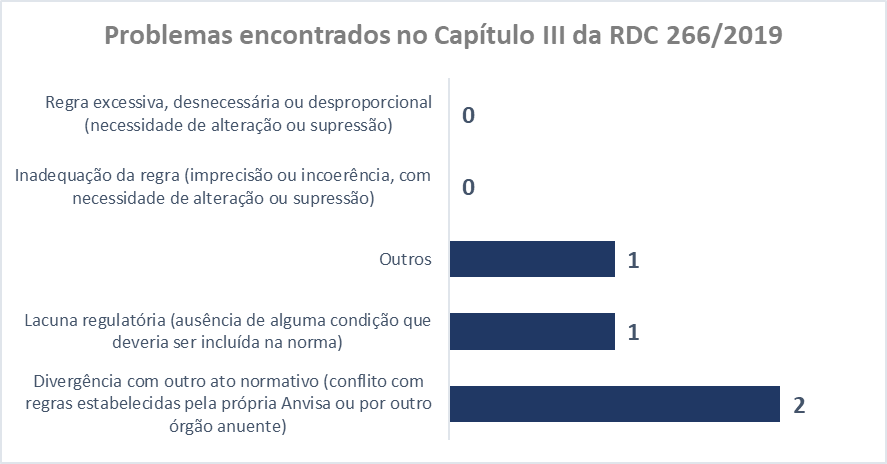 Problemas encontrados no Capítulo III da RDC 266/2019
Regra excessiva, desnecessária ou desproporcional
(necessidade de alteração ou supressão)
0
Inadequação da regra (imprecisão ou incoerência, com
necessidade de alteração ou supressão)
0
Outros
1
Lacuna regulatória (ausência de alguma condição que
deveria ser incluída na norma)
1
Divergência com outro ato normativo (conflito com
regras estabelecidas pela própria Anvisa ou por outro
órgão anuente)
2